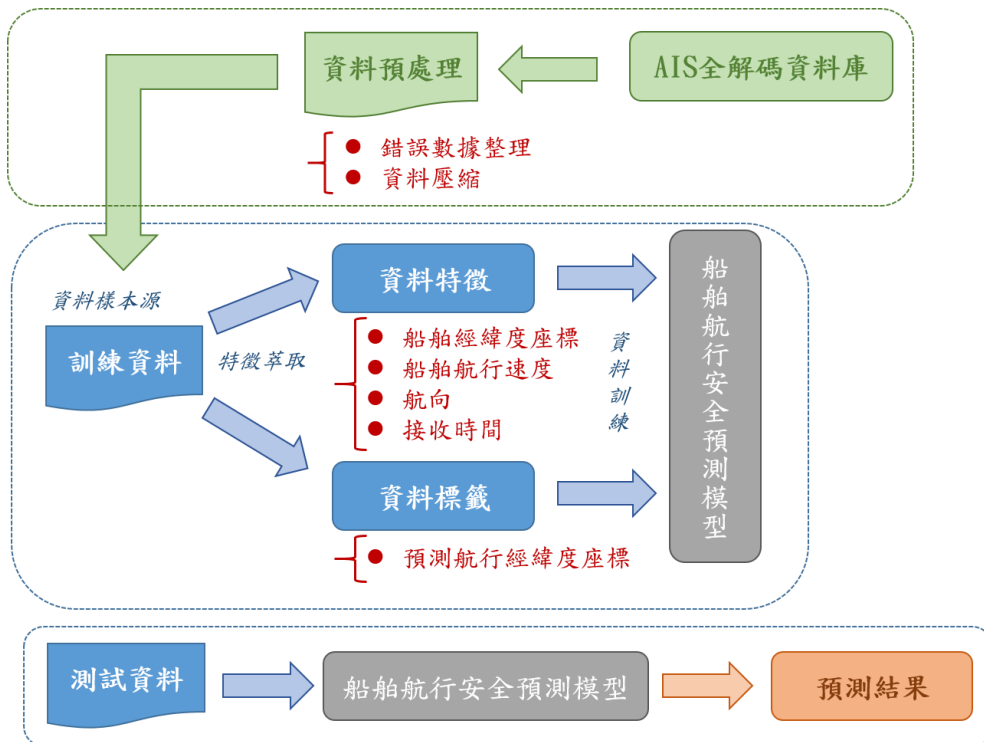 資料預處理
AIS全解碼資料庫
錯誤數據整理
資料壓縮
資料樣本源
訓練資料
特徵萃取
資料特徵
船舶經緯度座標
船舶航行速度
航向
接收時間
資料標籤
預測航行經緯度座標
資料訓練
船舶航行安全預測模型
測試資料
船舶航行安全預測模型
預測結果